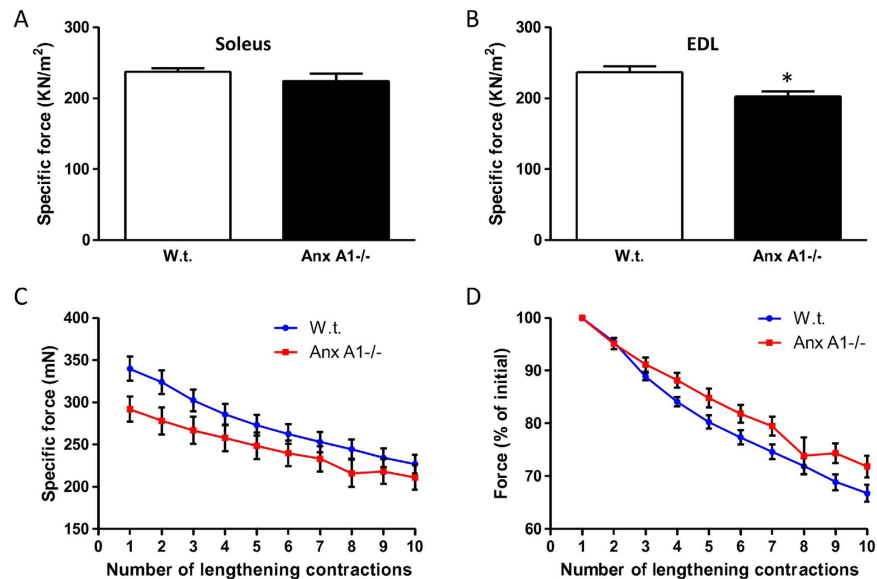 A
Soleus
Specific force (KN/m²)
300
200
100
0
W.t.
Anx A1-/-
B
EDL
Specific force (KN/m²)
300
200
100
0
*
W.t.
Anx A1-/-
C
W.t.
Anx A1-/-
Specific force (mN)
400
350
300
250
200
150
0 1 2 3 4 5 6 7 8 9 10
Number of lengthening contractions
D
W.t.
Anx A1-/-
Force (% of initial)
100
90
80
70
60
0 1 2 3 4 5 6 7 8 9 10
Number of lengthening contractions